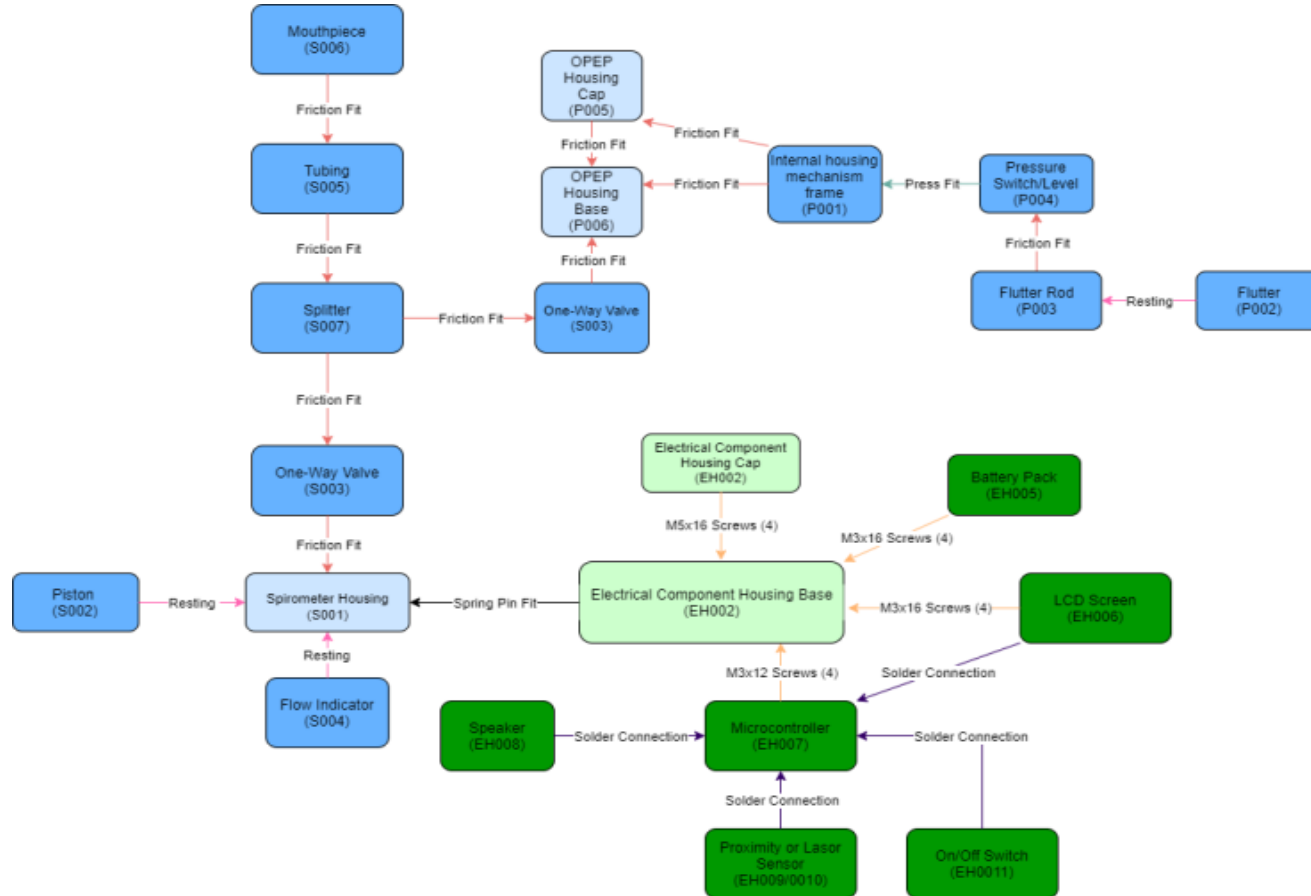 Mouthpiece
(S006)
Friction Fit
Tubing
(S005)
Friction Fit
Splitter
(S007)
Friction Fit
One-Way Valve
(S003)
Friction Fit
OPEP
Housing
Cap
(P005)
Friction Fit
OPEP
Housing
Base
(P006)
Friction Fit
Friction Fit
Internal housing
mechanism
frame
(P001)
Press Fit
Pressure
Switch/Level
(P004)
Friction Fit
Flutter Rod
(P003
Resting
Flutter
(P002)
Friction Fit
One-Way Valve
(S003)
Friction Fit
Piston
(S002)
Resting
Spirometer Housing
(S001)
Resting
Flow Indicator
(S004)
Spring Pin Fit
Electrical Component
Housing Cap
(EH002)
M5x16 Screws (4)
Electrical Component Housing Base
(EH002)
Battery Pack
(EH005)
M3x16 Screws (4)
M3x16 Screws (4)
LCD Screen
(EH006)
Solder Connection
M3x12 Screws (4)
Speaker
(EH008)
Solder Connection
Microcontroller
(EH007)
Solder Connection
Solder Connection
Proximity or Lasor
Sensor
(EH009/0010)
On/Off Switch
(EH0011)